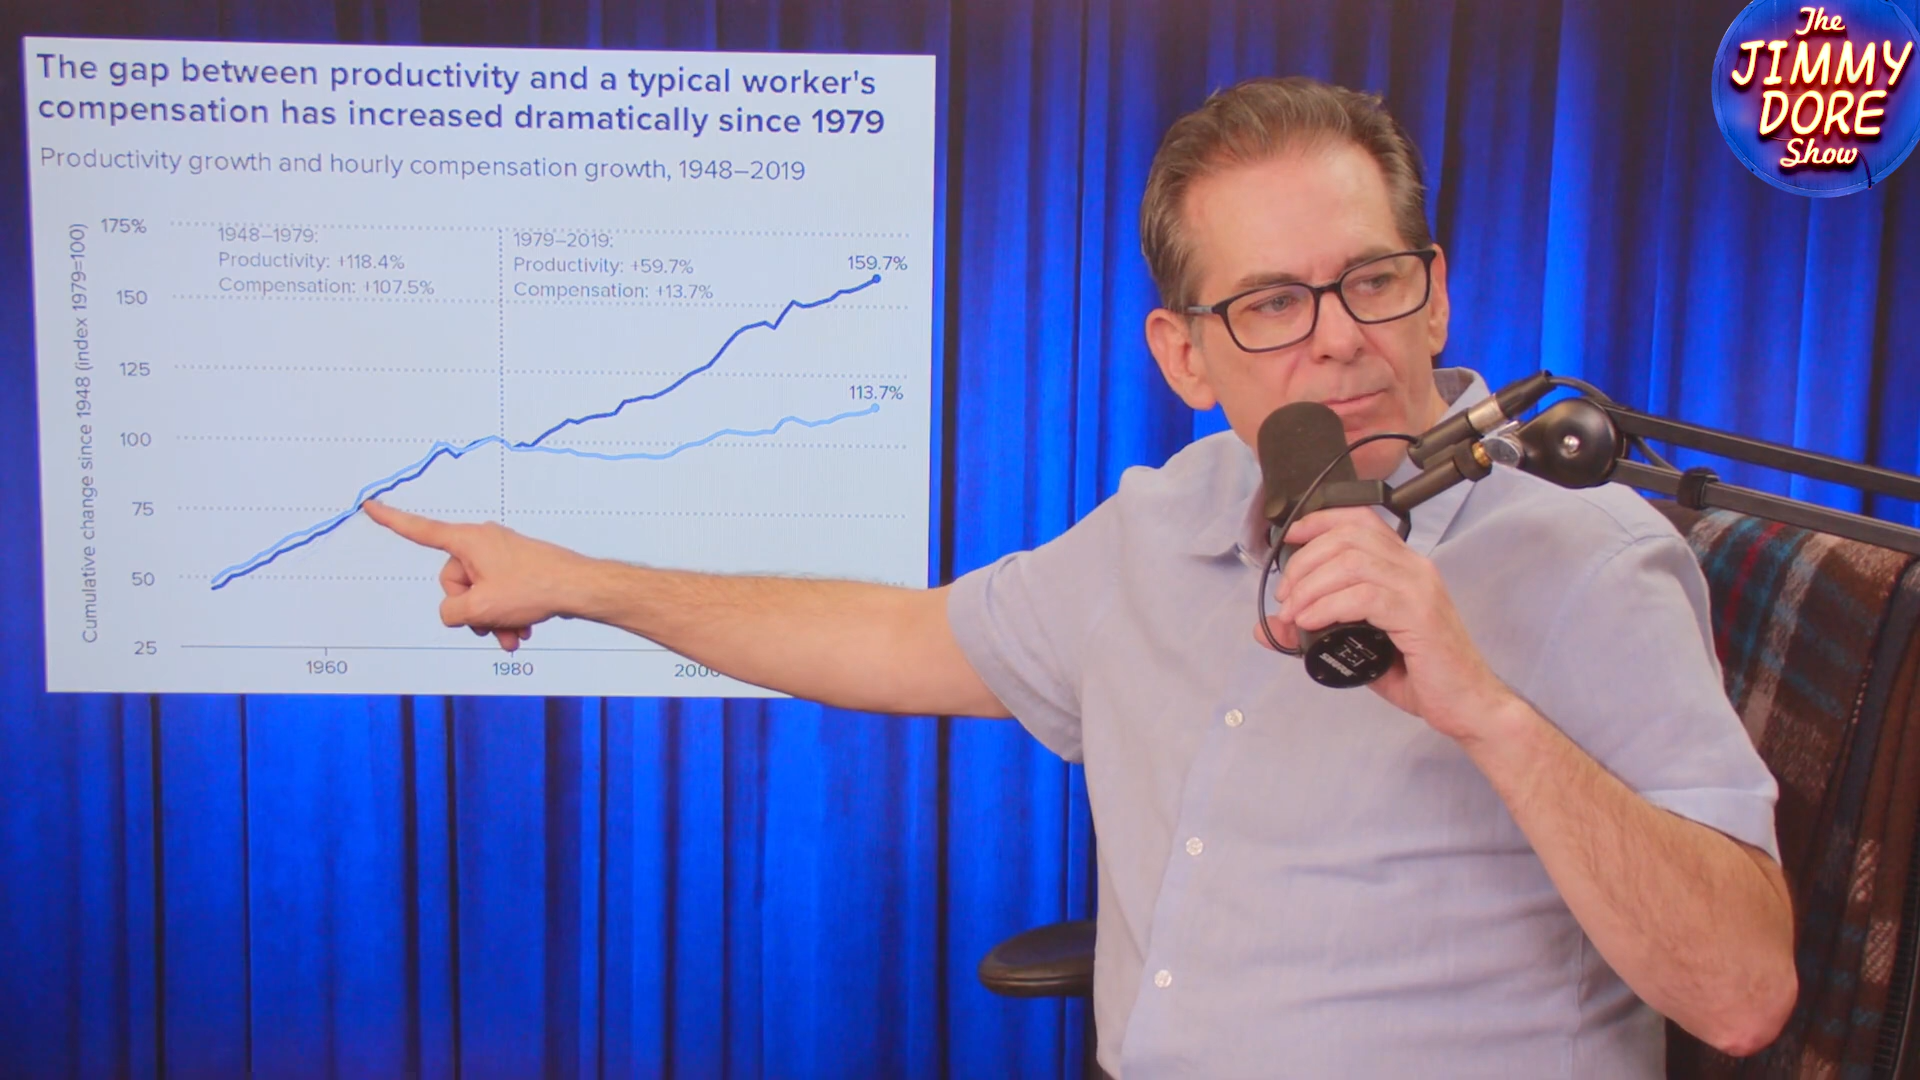 The gap between productivity and a typical worker's
compensation has increased dramatically since 1979
Productivity growth and hourly compensation growth, 1948–2019
Cumulative change since 1948 (index 1979=100)
175%
150
125
100
75
50
25
1948–1979:
Productivity: +118.4%
Compensation: +107.5%
1979–2019:
Productivity: +59.7%
Compensation: +13.7%
159.7%
113.7%
1960
1980
The
JIMMY
DORE
Show